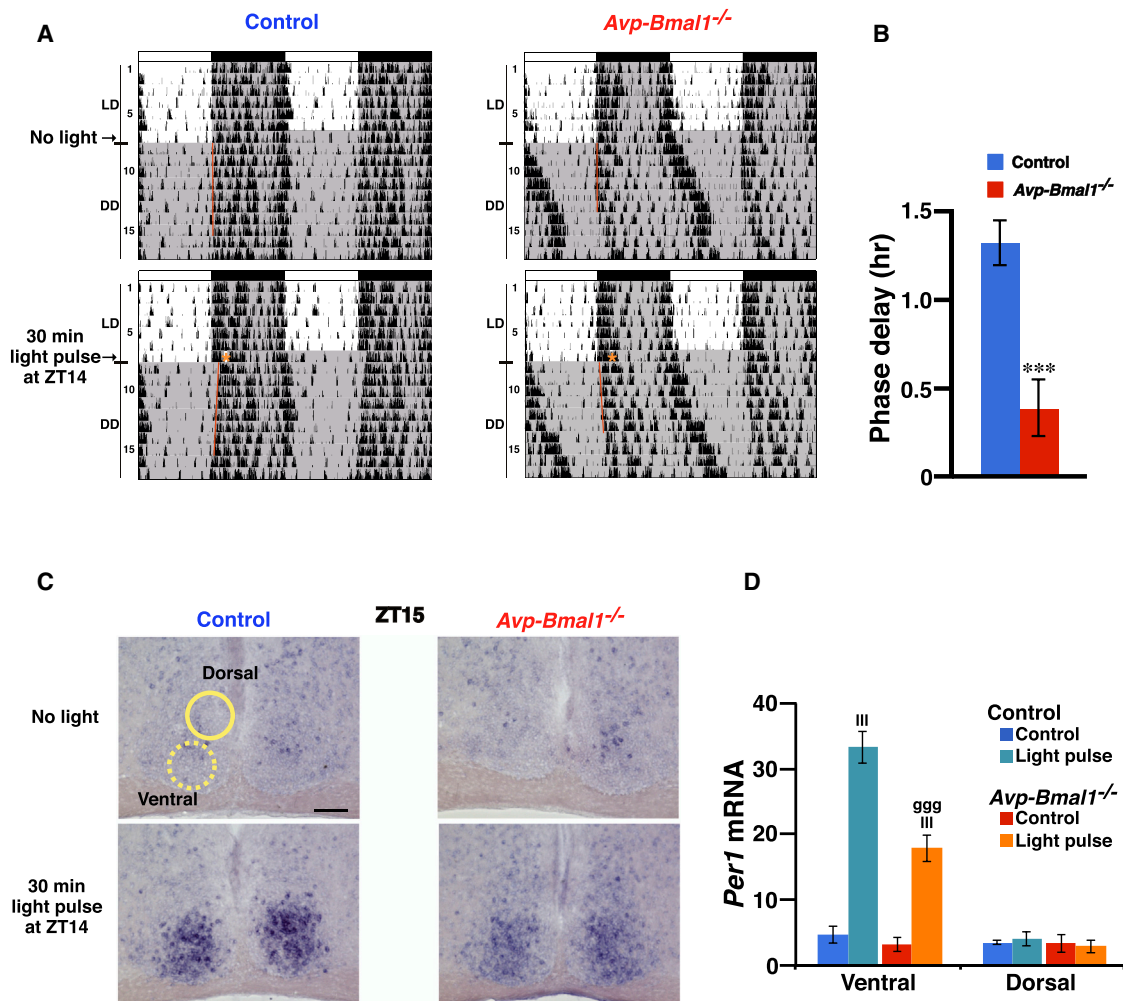 A
Control
Avp-Bmal1-/-
B
1
LD
5
No light
10
DD
15
1
LD
5
10
DD
15
30 min
light pulse
at ZT14
1
LD
5
*
10
DD
15
1
LD
5
*
10
DD
15
Control
Avp-Bmal1-/-
Phase delay (hr)
1.5
1.0
0.5
0
***
C
Control
ZT15
Avp-Bmal1-/-
No light
Dorsal
Ventral
30 min
light pulse
at ZT14
D
Per1 mRNA
40
30
20
10
0
lll
ggg
lll
Ventral
Dorsal
Control
Control
Light pulse
Avp-Bmal1-/-
Control
Light pulse